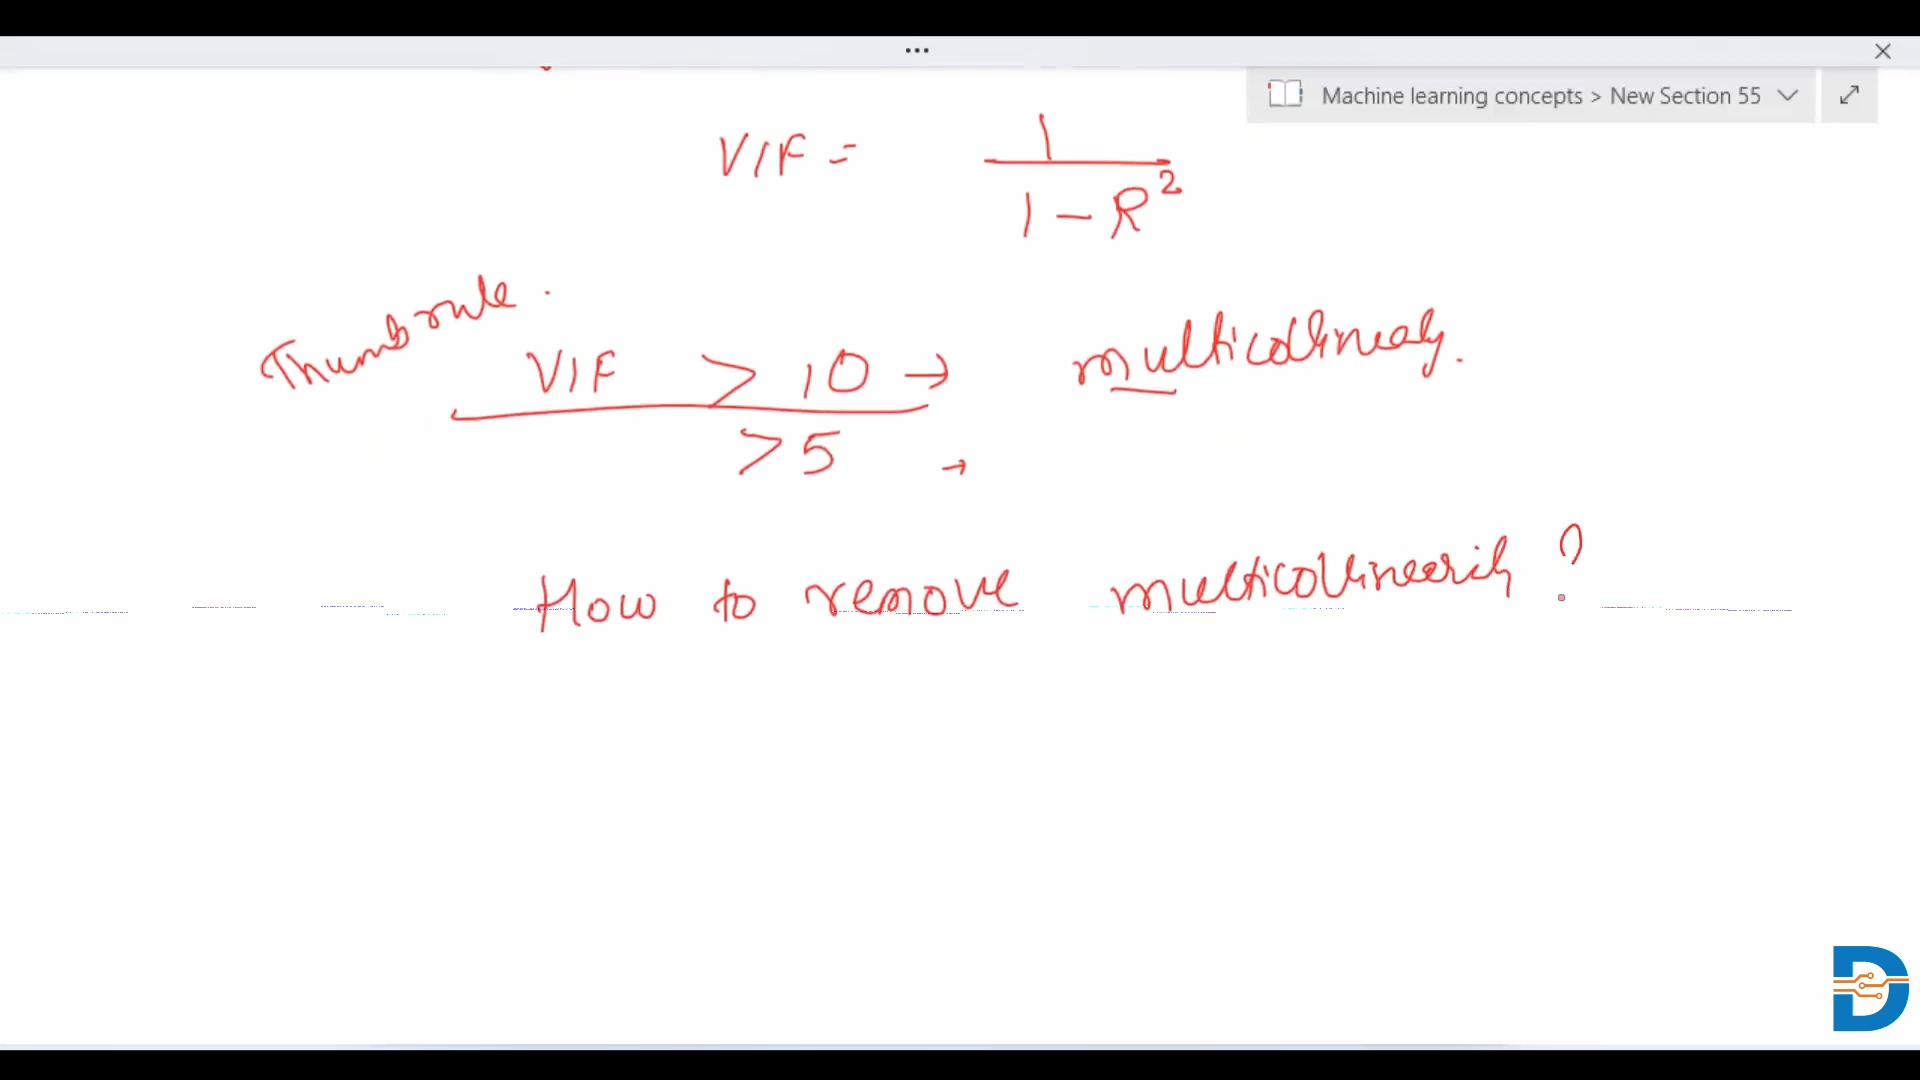 ...
Machine learning concepts > New Section 55
VIF = 1 / 1 - R²
Thumb rule.
VIF > 10 → multicollinealy.
> 5 →
How to remove multicollinearity ?